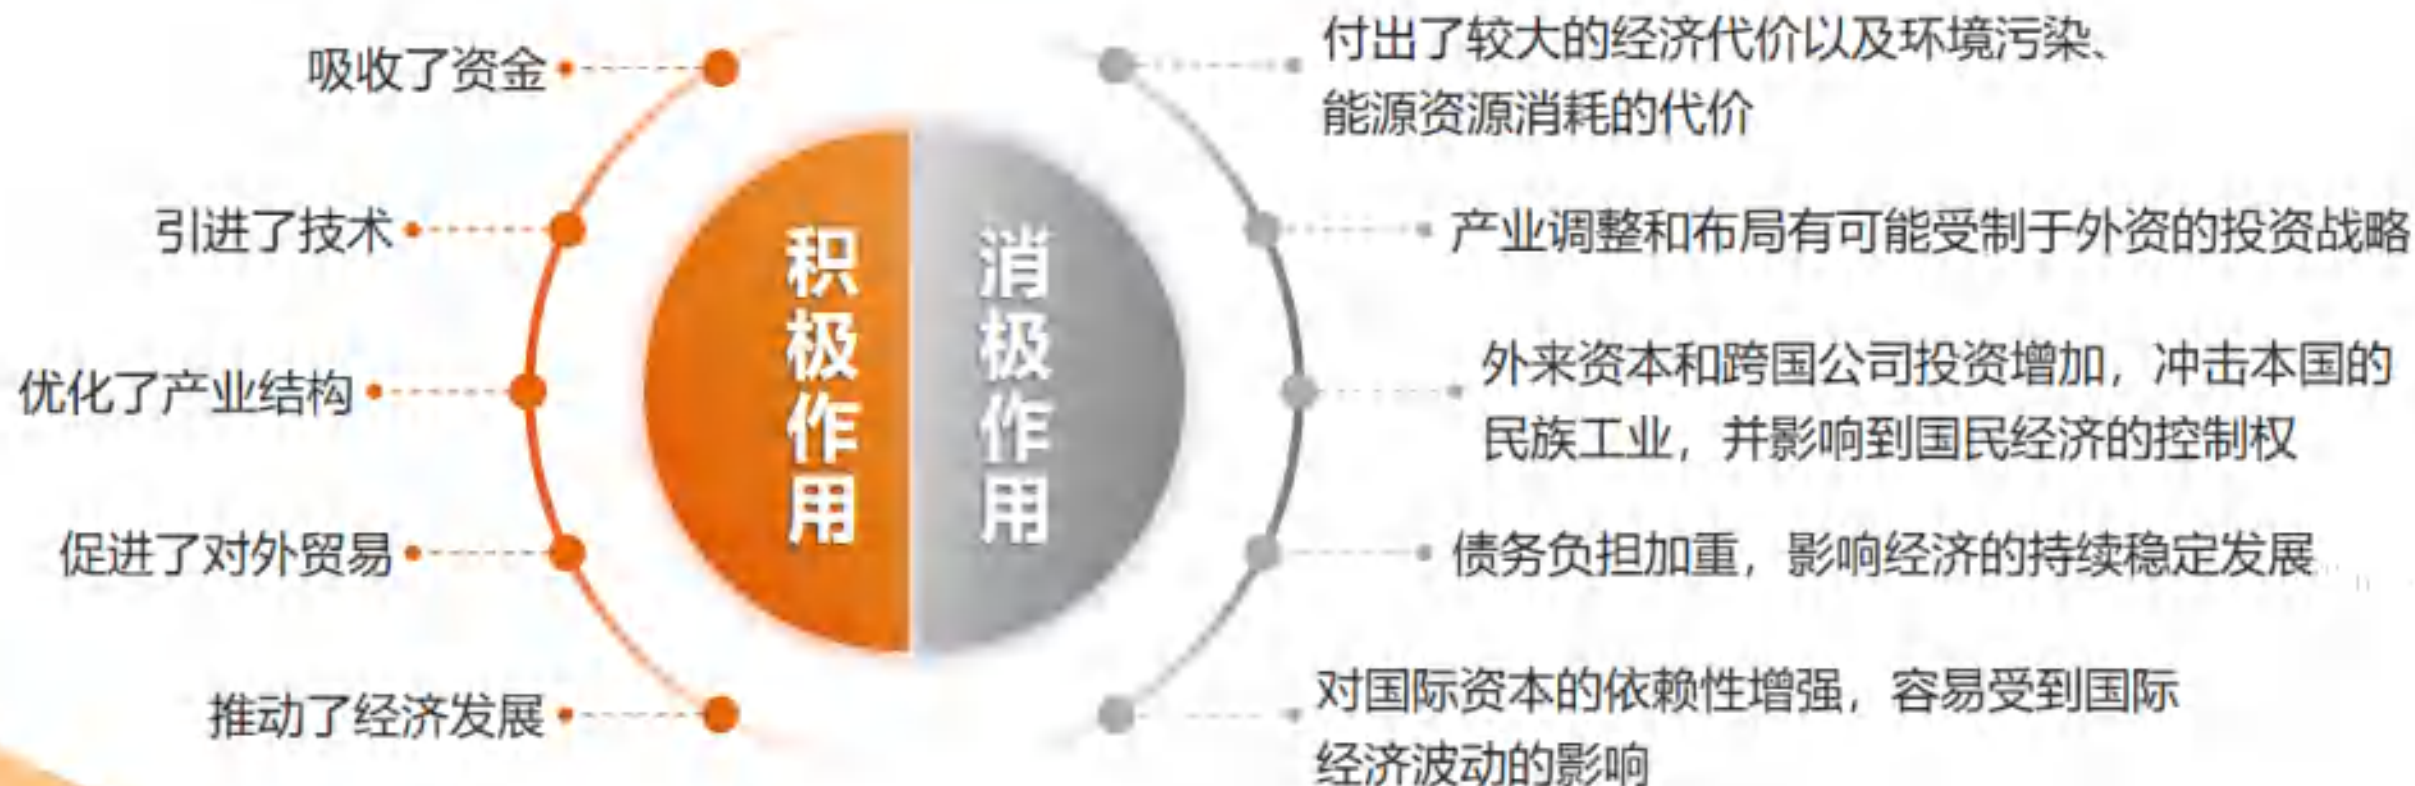 吸收了资金
引进了技术
优化了产业结构
促进了对外贸易
推动了经济发展
积极作用
消极作用
付出了较大的经济代价以及环境污染、
能源资源消耗的代价
产业调整和布局有可能受制于外资的投资战略
外来资本和跨国公司投资增加，冲击本国的
民族工业，并影响到国民经济的控制权
债务负担加重，影响经济的持续稳定发展
对国际资本的依赖性增强，容易受到国际
经济波动的影响